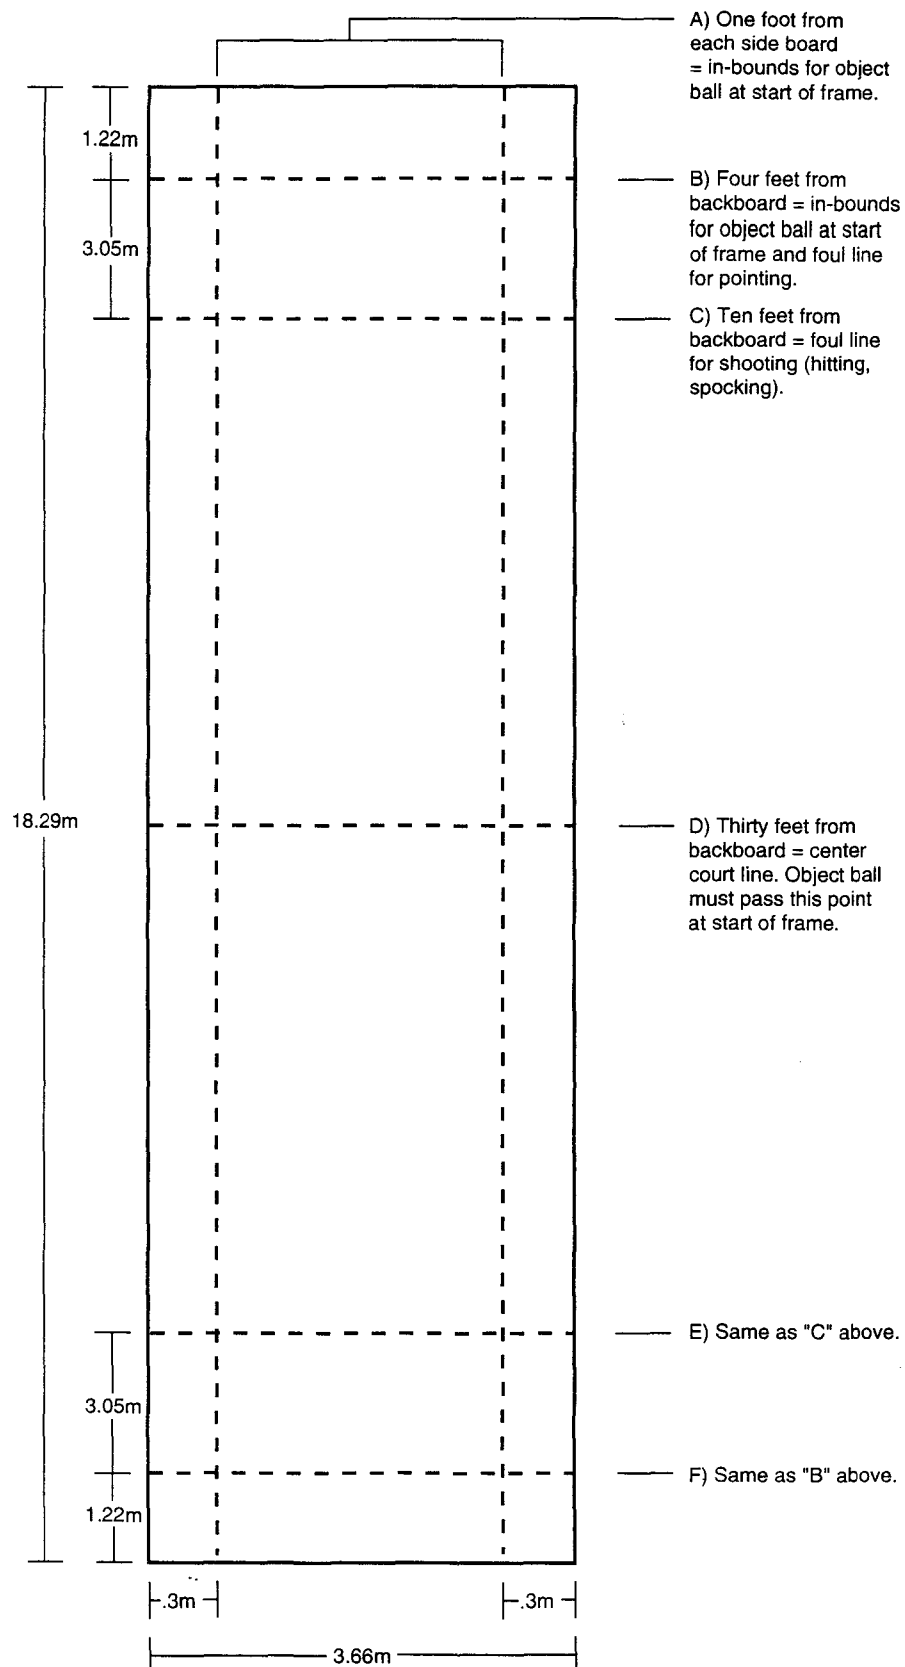 A) One foot from
each side board
= in-bounds for object
ball at start of frame.
1.22m
B) Four feet from
backboard = in-bounds
for object ball at start
of frame and foul line
for pointing.
3.05m
C) Ten feet from
backboard = foul line
for shooting (hitting,
spocking).
18.29m
D) Thirty feet from
backboard = center
court line. Object ball
must pass this point
at start of frame.
E) Same as "C" above.
3.05m
F) Same as "B" above.
1.22m
.3m
.3m
3.66m